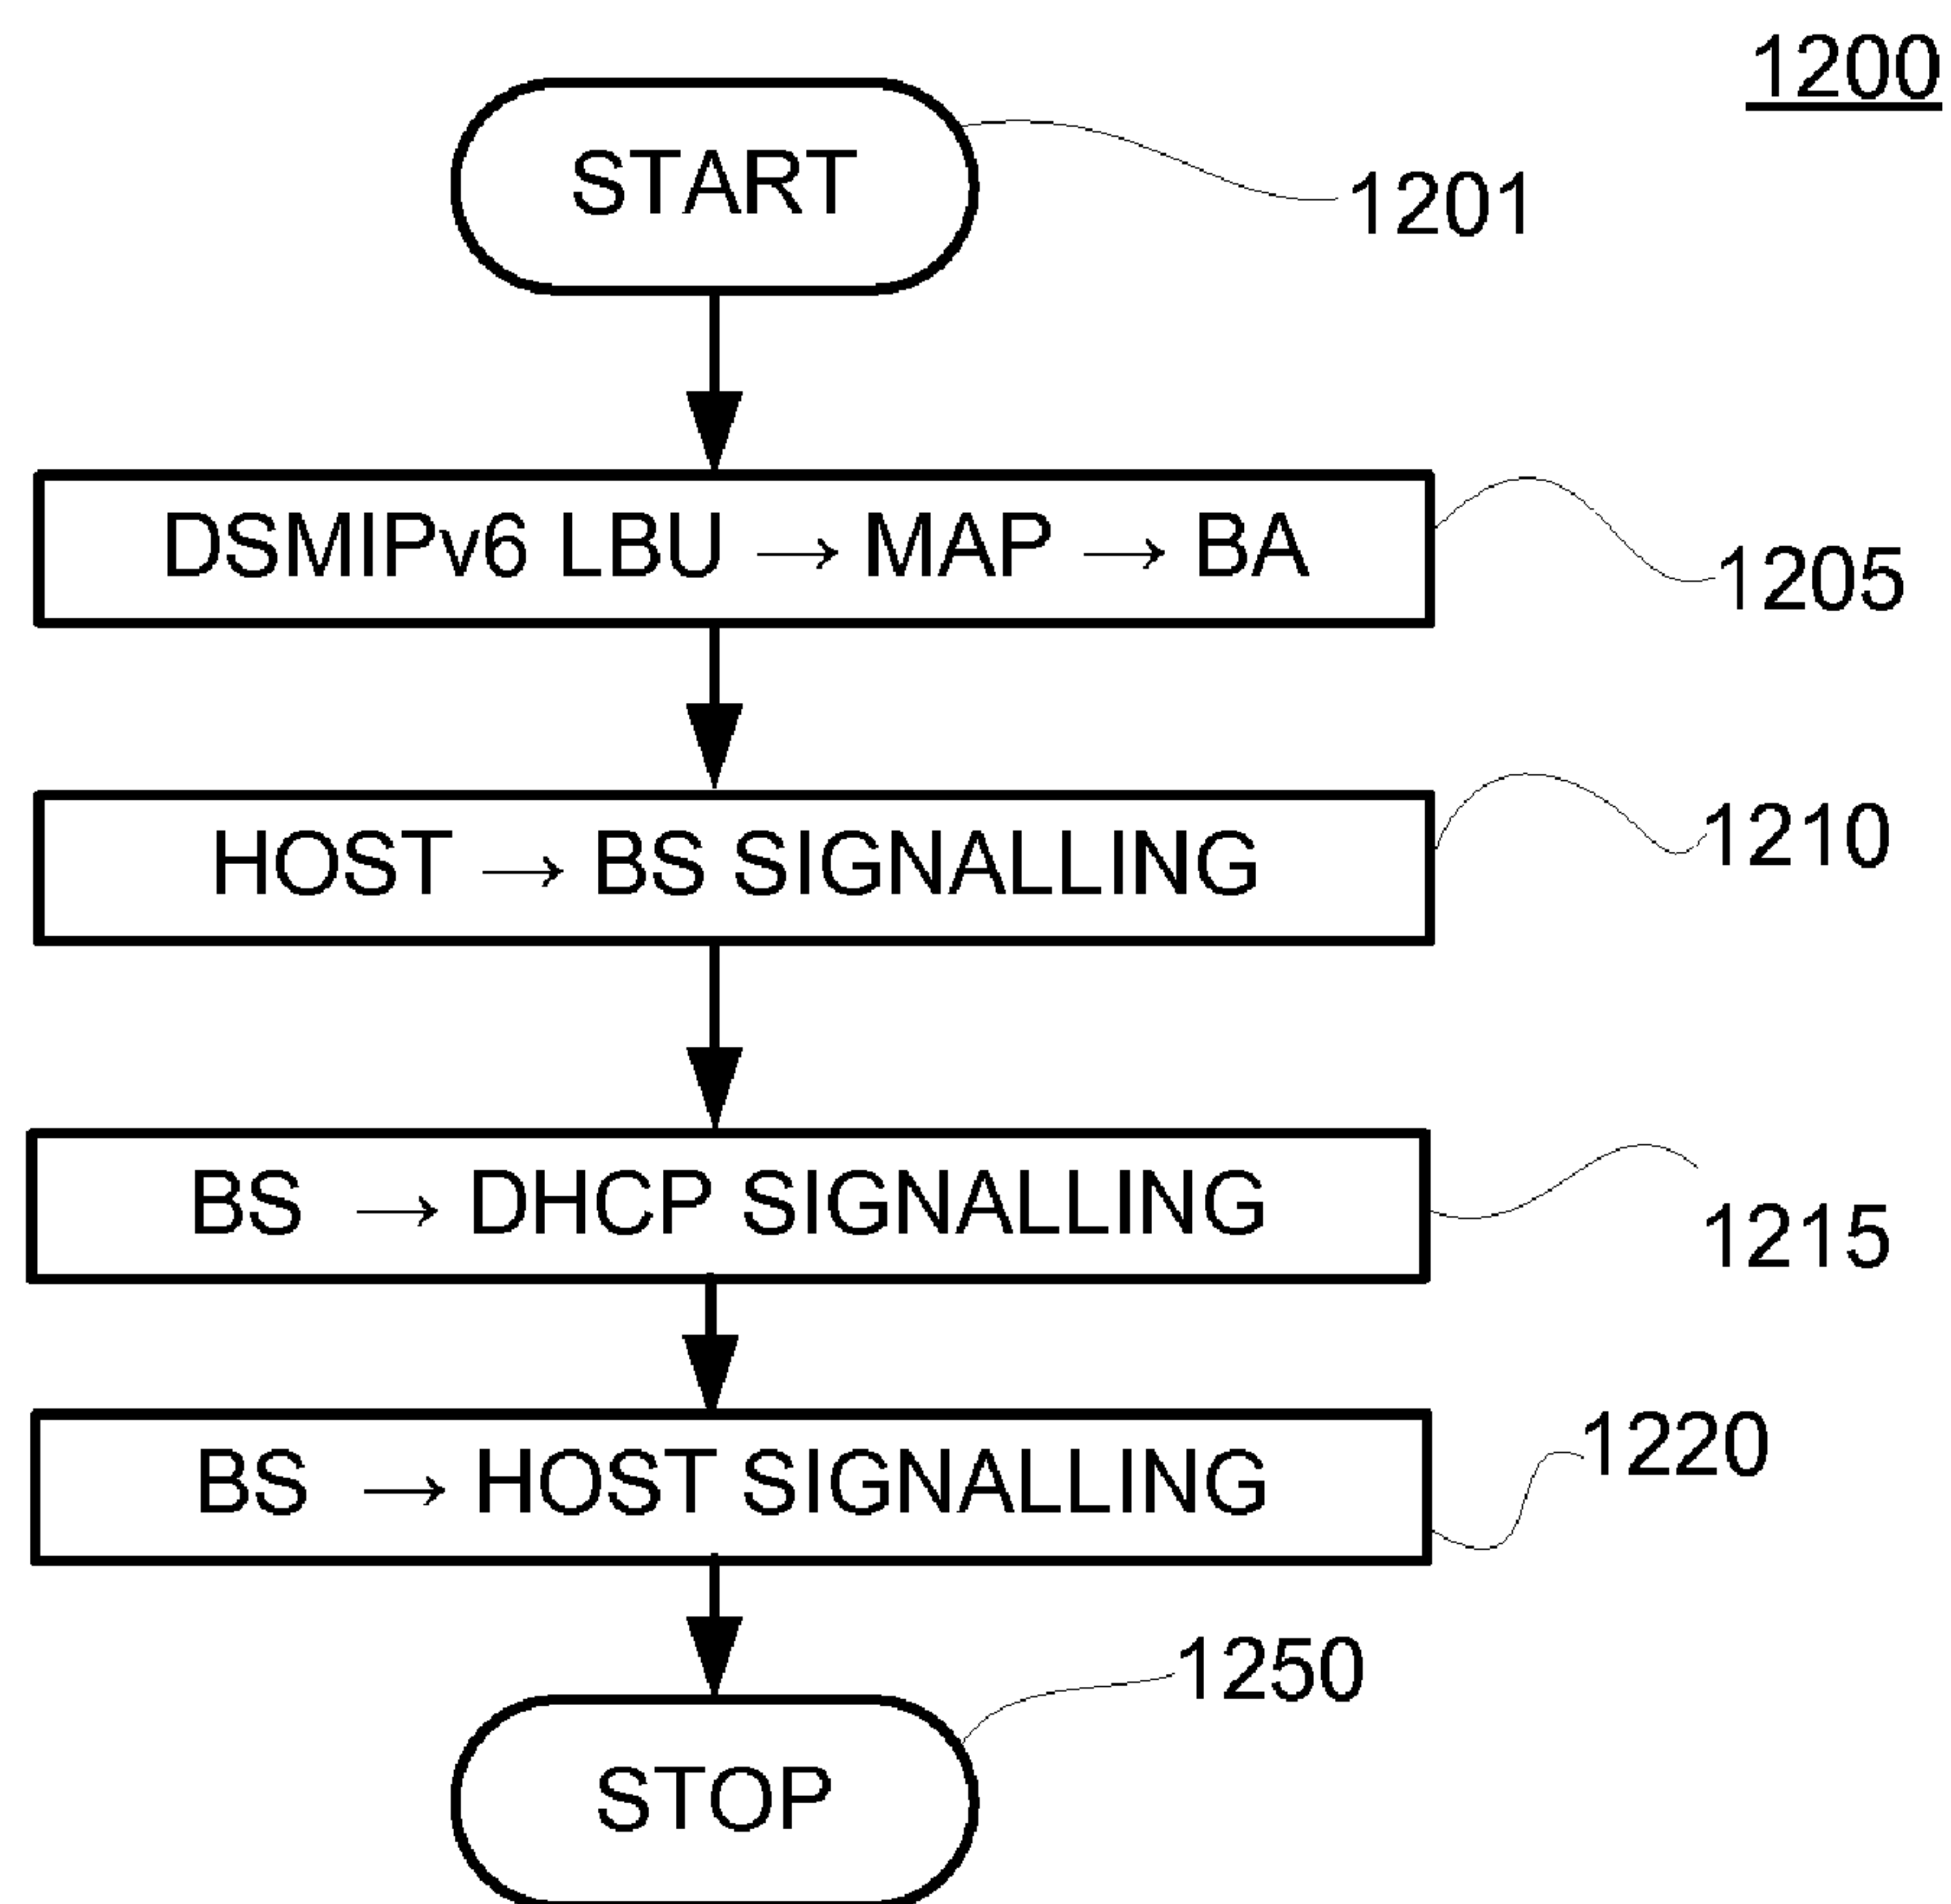 1200
START
1201
DSMIPv6 LBU → MAP → BA
1205
HOST → BS SIGNALLING
1210
BS → DHCP SIGNALLING
1215
BS → HOST SIGNALLING
1220
1250
STOP